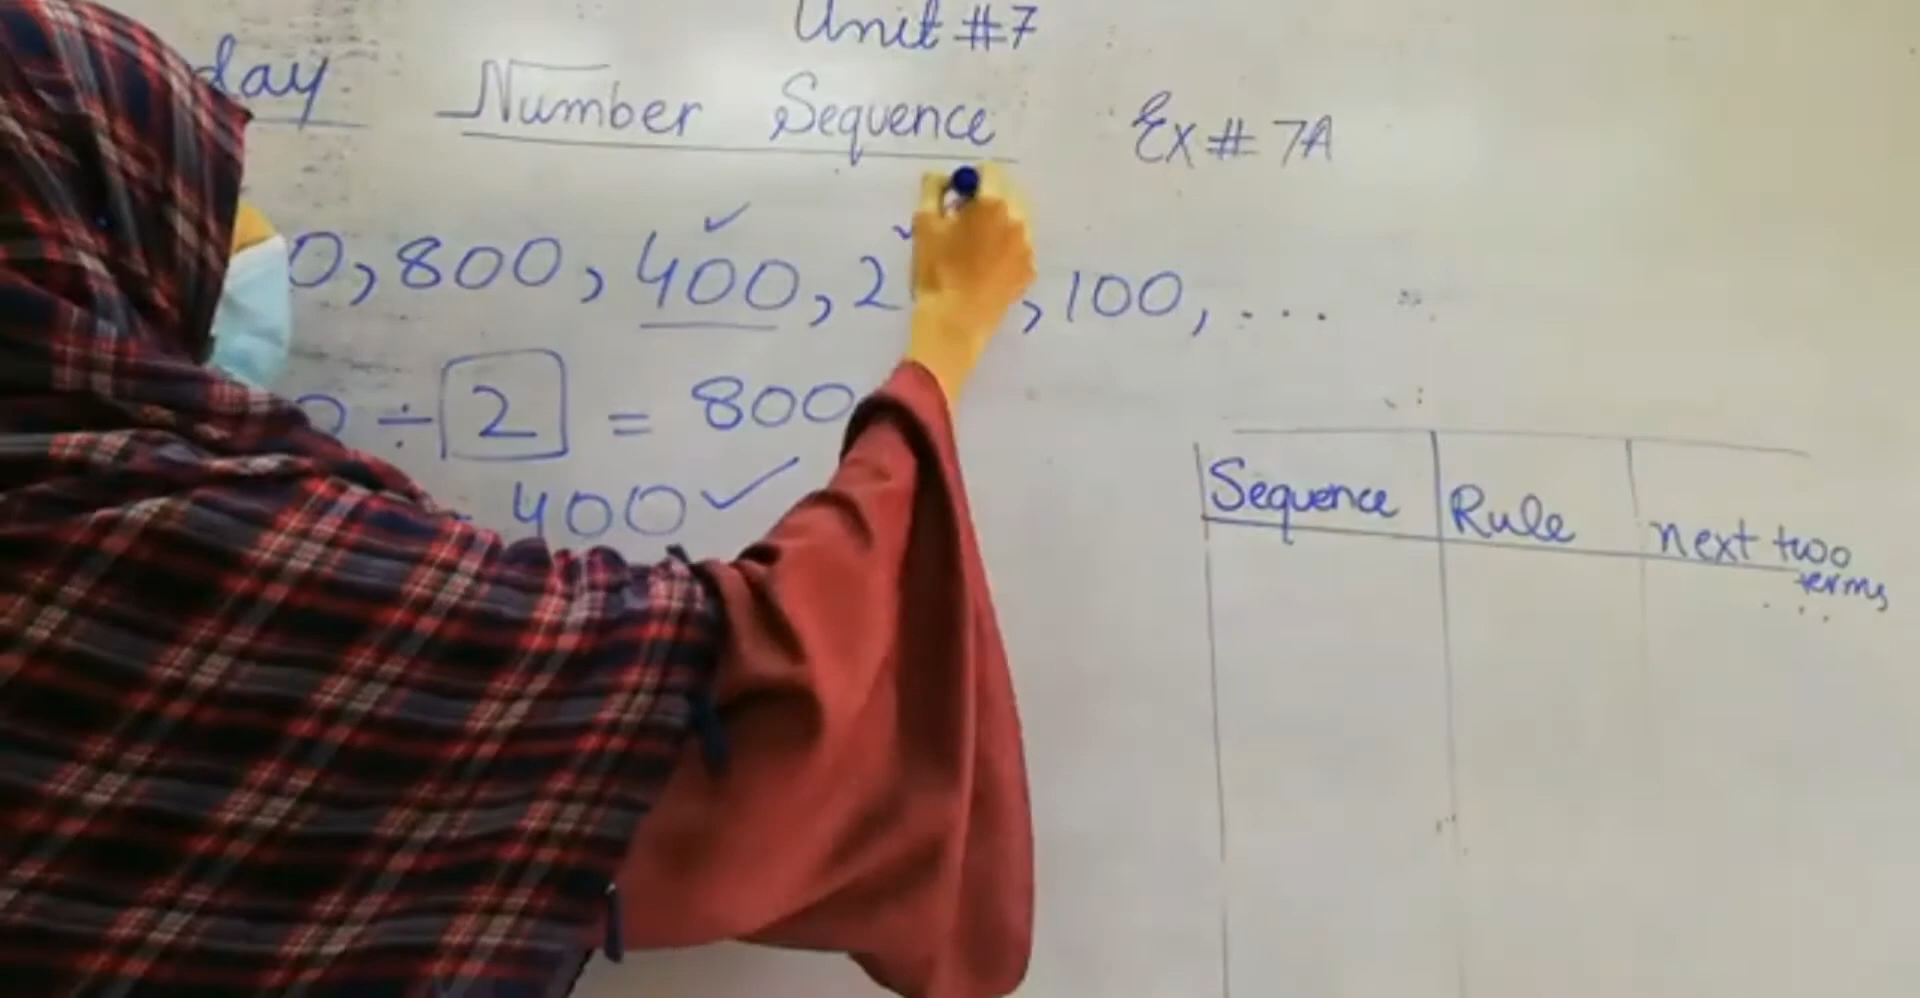 Unit #7
day Number Sequence Ex # 7A
0, 800, 400, 2 , 100, ...
0 ÷ 2 = 800
= 400 ✓
Sequence Rule next two
terms